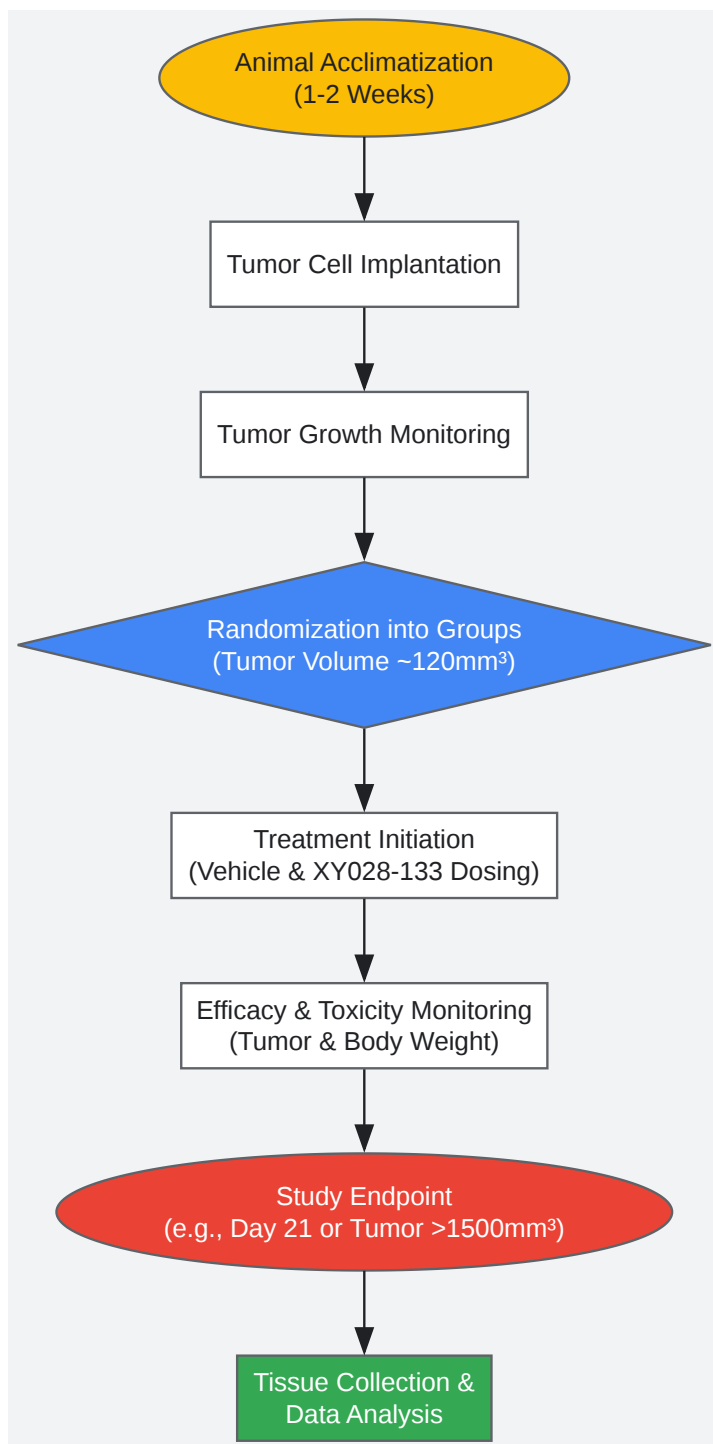 Animal Acclimatization
(1-2 Weeks)
Tumor Cell Implantation
Tumor Growth Monitoring
Randomization into Groups
(Tumor Volume ~120mm³)
Treatment Initiation
(Vehicle & XY028-133 Dosing)
Efficacy & Toxicity Monitoring
(Tumor & Body Weight)
Study Endpoint
(e.g., Day 21 or Tumor >1500mm³)
Tissue Collection &
Data Analysis